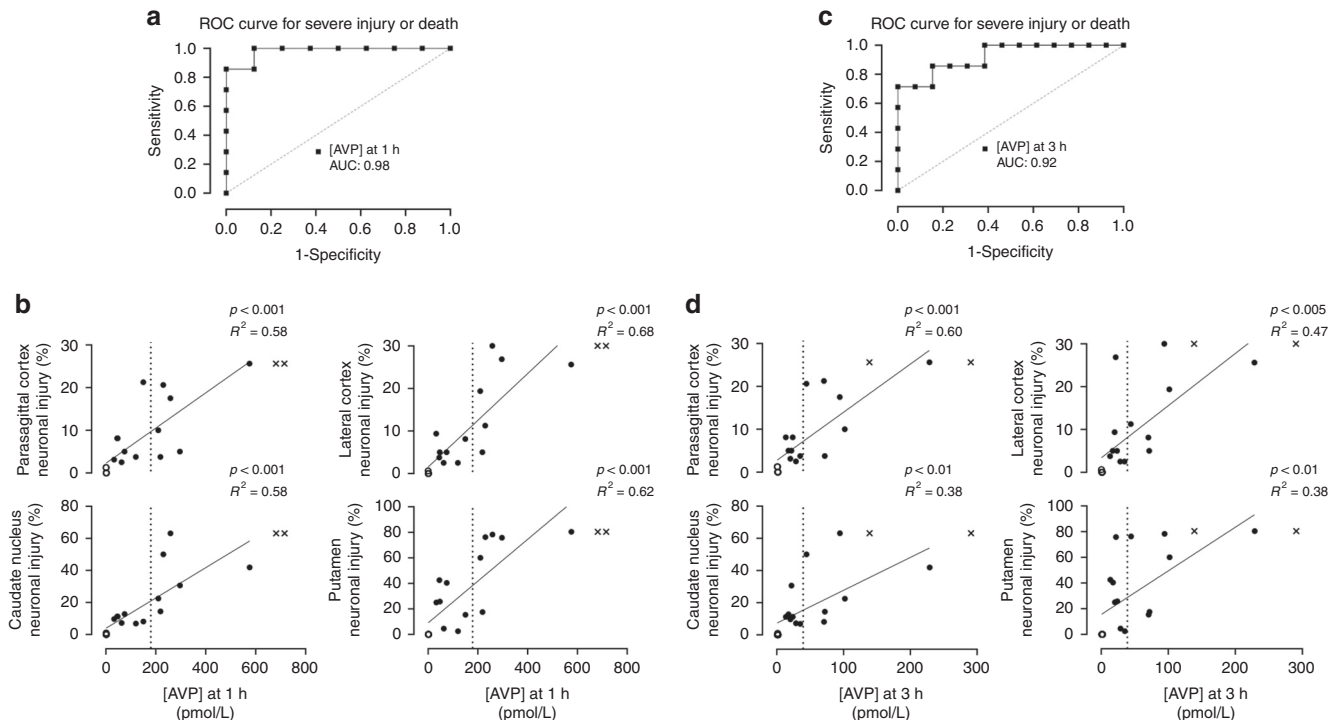 a
ROC curve for severe injury or death
1.0
0.8
0.6
0.4
0.2
0.0
Sensitivity
[AVP] at 1 h
AUC: 0.98
0.0 0.2 0.4 0.6 0.8 1.0
1-Specificity
c
ROC curve for severe injury or death
1.0
0.8
0.6
0.4
0.2
0.0
Sensitivity
[AVP] at 3 h
AUC: 0.92
0.0 0.2 0.4 0.6 0.8 1.0
1-Specificity
b
p < 0.001
R² = 0.58
Parasagittal cortex
neuronal injury (%)
30
20
10
0
p < 0.001
R² = 0.68
Lateral cortex
neuronal injury (%)
30
20
10
0
p < 0.001
R² = 0.58
Caudate nucleus
neuronal injury (%)
80
60
40
20
0
0 200 400 600 800
[AVP] at 1 h
(pmol/L)
p < 0.001
R² = 0.62
Putamen
neuronal injury (%)
100
80
60
40
20
0
0 200 400 600 800
[AVP] at 1 h
(pmol/L)
d
p < 0.001
R² = 0.60
Parasagittal cortex
neuronal injury (%)
30
20
10
0
p < 0.005
R² = 0.47
Lateral cortex
neuronal injury (%)
30
20
10
0
p < 0.01
R² = 0.38
Caudate nucleus
neuronal injury (%)
80
60
40
20
0
0 100 200 300
[AVP] at 3 h
(pmol/L)
p < 0.01
R² = 0.38
Putamen
neuronal injury (%)
100
80
60
40
20
0
0 100 200 300
[AVP] at 3 h
(pmol/L)